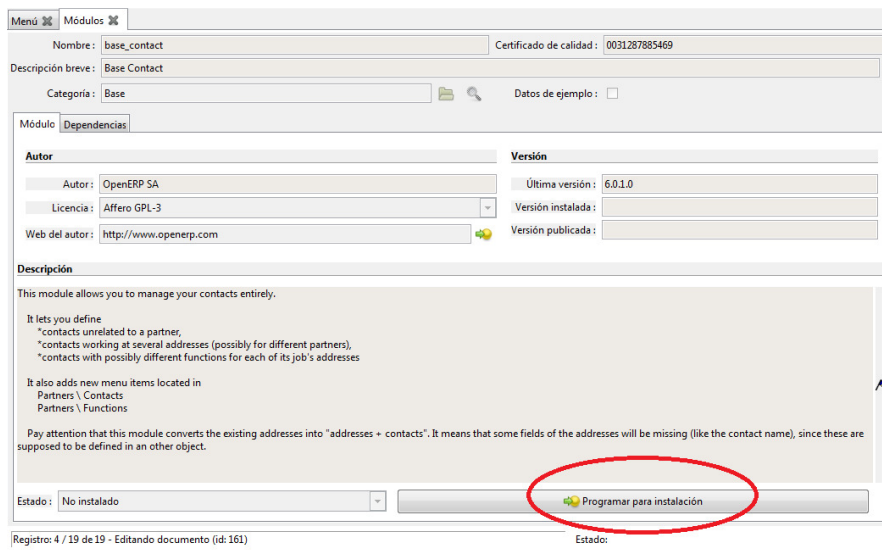 Menú Módulos
Nombre : base_contact Certificado de calidad : 0031287885469
Descripción breve : Base Contact
Categoría : Base Datos de ejemplo :
Módulo Dependencias
Autor Versión
Autor : OpenERP SA Última versión : 6.0.1.0
Licencia : Affero GPL-3 Versión instalada :
Web del autor : http://www.openerp.com Versión publicada :
Descripción
This module allows you to manage your contacts entirely.
It lets you define
*contacts unrelated to a partner,
*contacts working at several addresses (possibly for different partners),
*contacts with possibly different functions for each of its job's addresses
It also adds new menu items located in
Partners \ Contacts
Partners \ Functions
Pay attention that this module converts the existing addresses into "addresses + contacts". It means that some fields of the addresses will be missing (like the contact name), since these are
supposed to be defined in an other object.
Estado : No instalado Programar para instalación
Registro: 4 / 19 de 19 - Editando documento (id: 161) Estado: